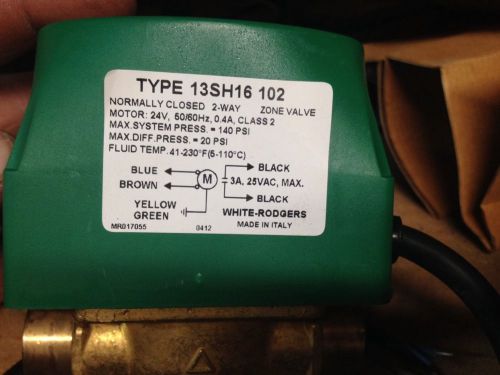 TYPE 13SH16 102
NORMALLY CLOSED 2-WAY ZONE VALVE
MOTOR: 24V, 50/60Hz, 0.4A, CLASS 2
MAX.SYSTEM PRESS. = 140 PSI
MAX.DIFF.PRESS. = 20 PSI
FLUID TEMP. 41-230°F(5-110°C)
BLUE
BROWN
YELLOW
GREEN
M
BLACK
3A, 25VAC, MAX.
BLACK
WHITE-RODGERS
MR017055 0412 MADE IN ITALY